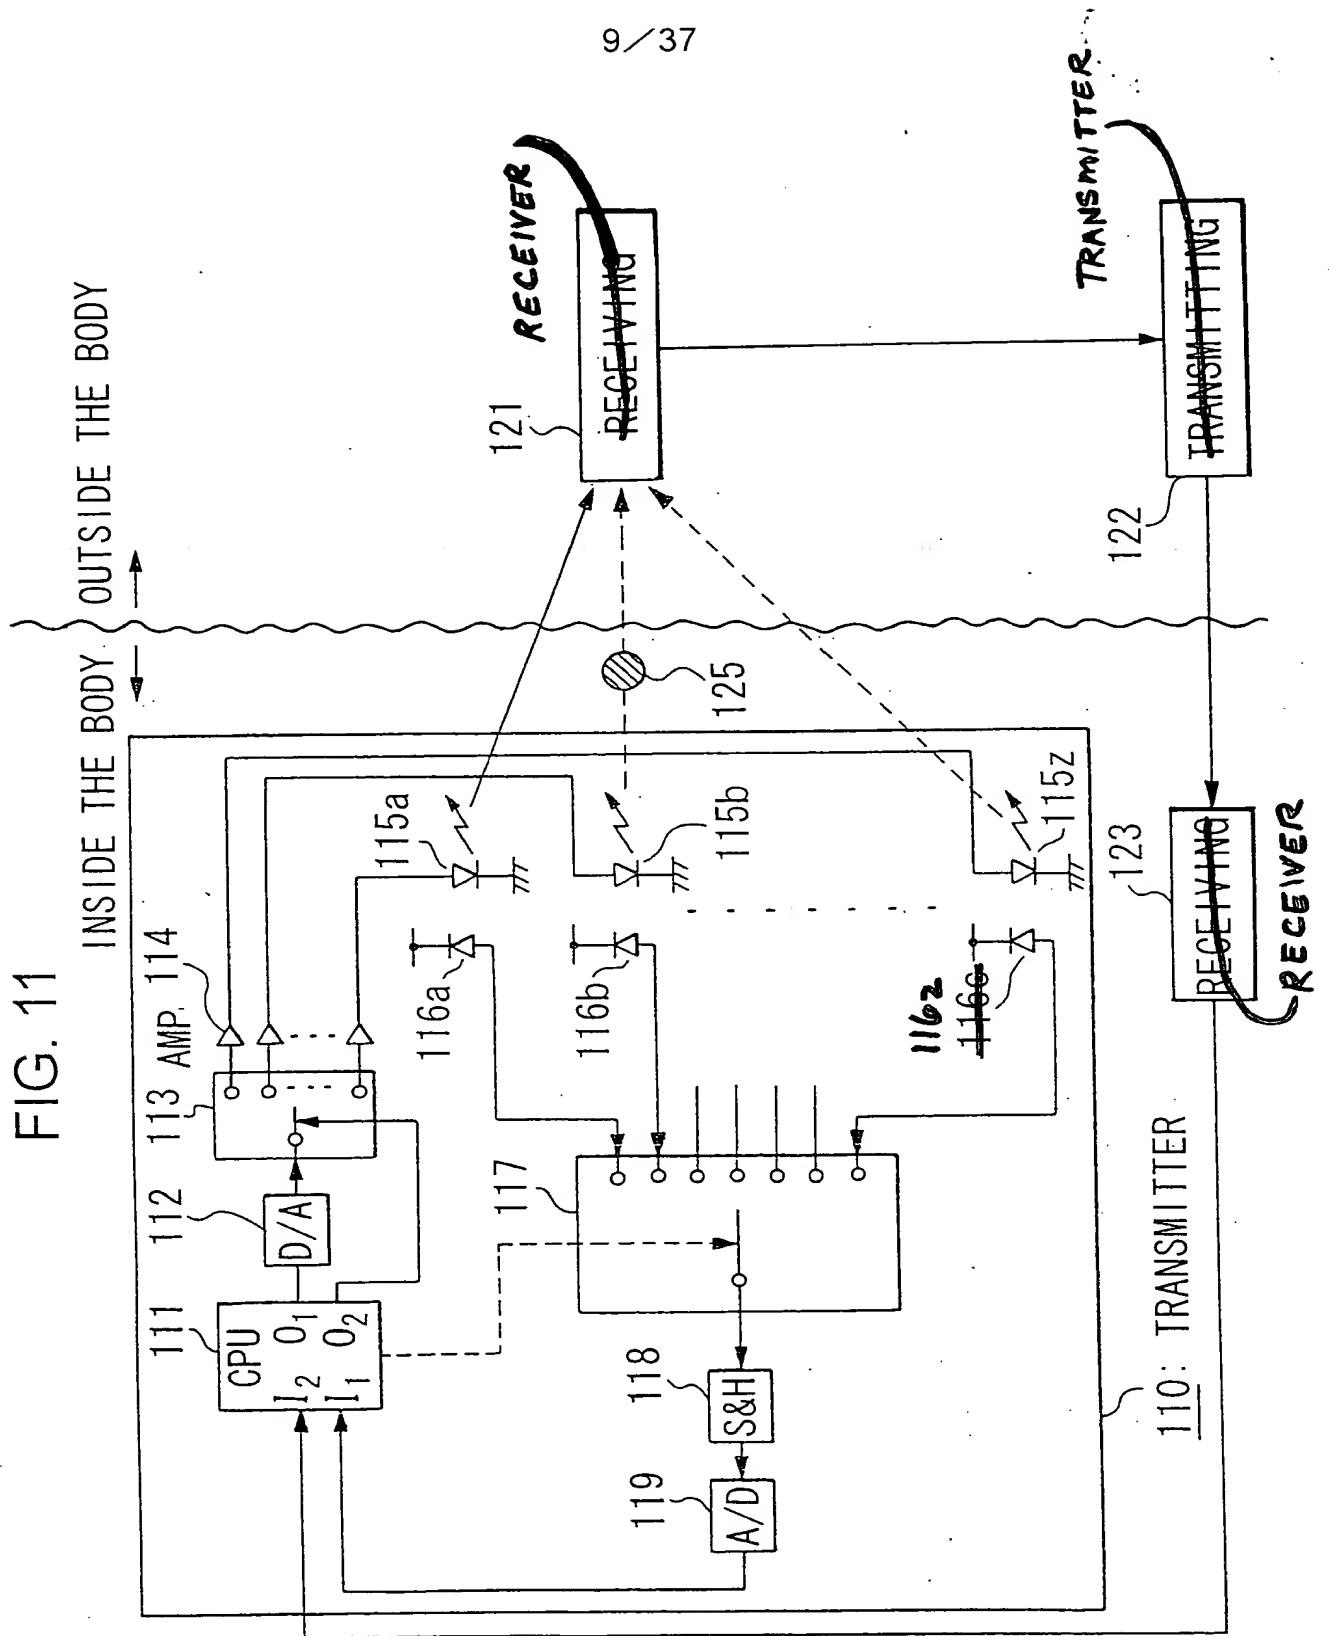 9/37
FIG. 11
INSIDE THE BODY
OUTSIDE THE BODY
111
CPU
I2
O1
I1
O2
112
D/A
113
AMP. 114
115a
116a
115b
116b
115z
116z
116c
117
118
S&H
119
A/D
125
121
RECEIVING
RECEIVER
122
TRANSMITTING
TRANSMITTER
123
RECEIVING
RECEIVER
110: TRANSMITTER